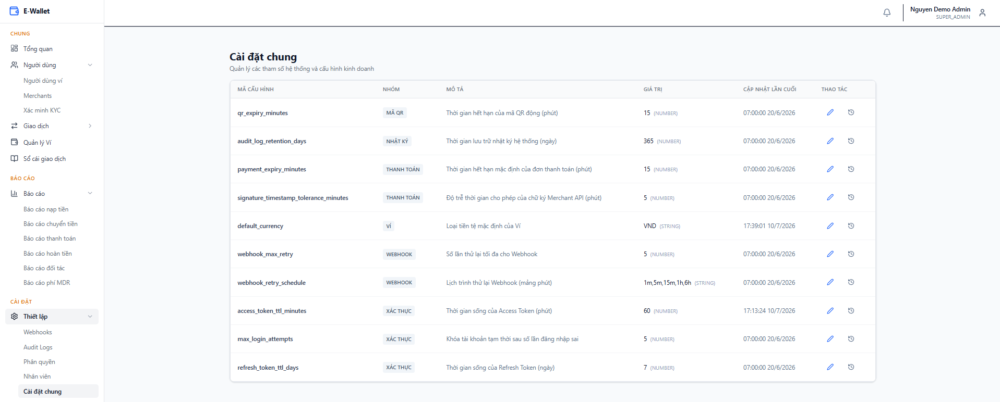 E-Wallet
Nguyen Demo Admin
SUPER_ADMIN
CHUNG
Tổng quan
Người dùng
Người dùng ví
Merchants
Xác minh KYC
Giao dịch
Quản lý Ví
Sổ cái giao dịch
BÁO CÁO
Báo cáo
Báo cáo nạp tiền
Báo cáo chuyển tiền
Báo cáo thanh toán
Báo cáo hoàn tiền
Báo cáo đối tác
Báo cáo phí MDR
CÀI ĐẶT
Thiết lập
Webhooks
Audit Logs
Phân quyền
Nhân viên
Cài đặt chung
Cài đặt chung
Quản lý các tham số hệ thống và cấu hình kinh doanh
MÃ CẤU HÌNH NHÓM MÔ TẢ GIÁ TRỊ CẬP NHẬT LẦN CUỐI THAO TÁC
qr_expiry_minutes MÃ QR Thời gian hết hạn của mã QR động (phút) 15 (NUMBER) 07:00:00 20/6/2026
audit_log_retention_days NHẬT KÝ Thời gian lưu trữ nhật ký hệ thống (ngày) 365 (NUMBER) 07:00:00 20/6/2026
payment_expiry_minutes THANH TOÁN Thời gian hết hạn mặc định của đơn thanh toán (phút) 15 (NUMBER) 07:00:00 20/6/2026
signature_timestamp_tolerance_minutes THANH TOÁN Độ trễ thời gian cho phép của chữ ký Merchant API (phút) 5 (NUMBER) 07:00:00 20/6/2026
default_currency VÍ Loại tiền tệ mặc định của Ví VND (STRING) 17:39:01 10/7/2026
webhook_max_retry WEBHOOK Số lần thử lại tối đa cho Webhook 5 (NUMBER) 07:00:00 20/6/2026
webhook_retry_schedule WEBHOOK Lịch trình thử lại Webhook (mảng phút) 1m,5m,15m,1h,6h (STRING) 07:00:00 20/6/2026
access_token_ttl_minutes XÁC THỰC Thời gian sống của Access Token (phút) 60 (NUMBER) 17:13:24 10/7/2026
max_login_attempts XÁC THỰC Khóa tài khoản tạm thời sau số lần đăng nhập sai 5 (NUMBER) 07:00:00 20/6/2026
refresh_token_ttl_days XÁC THỰC Thời gian sống của Refresh Token (ngày) 7 (NUMBER) 07:00:00 20/6/2026